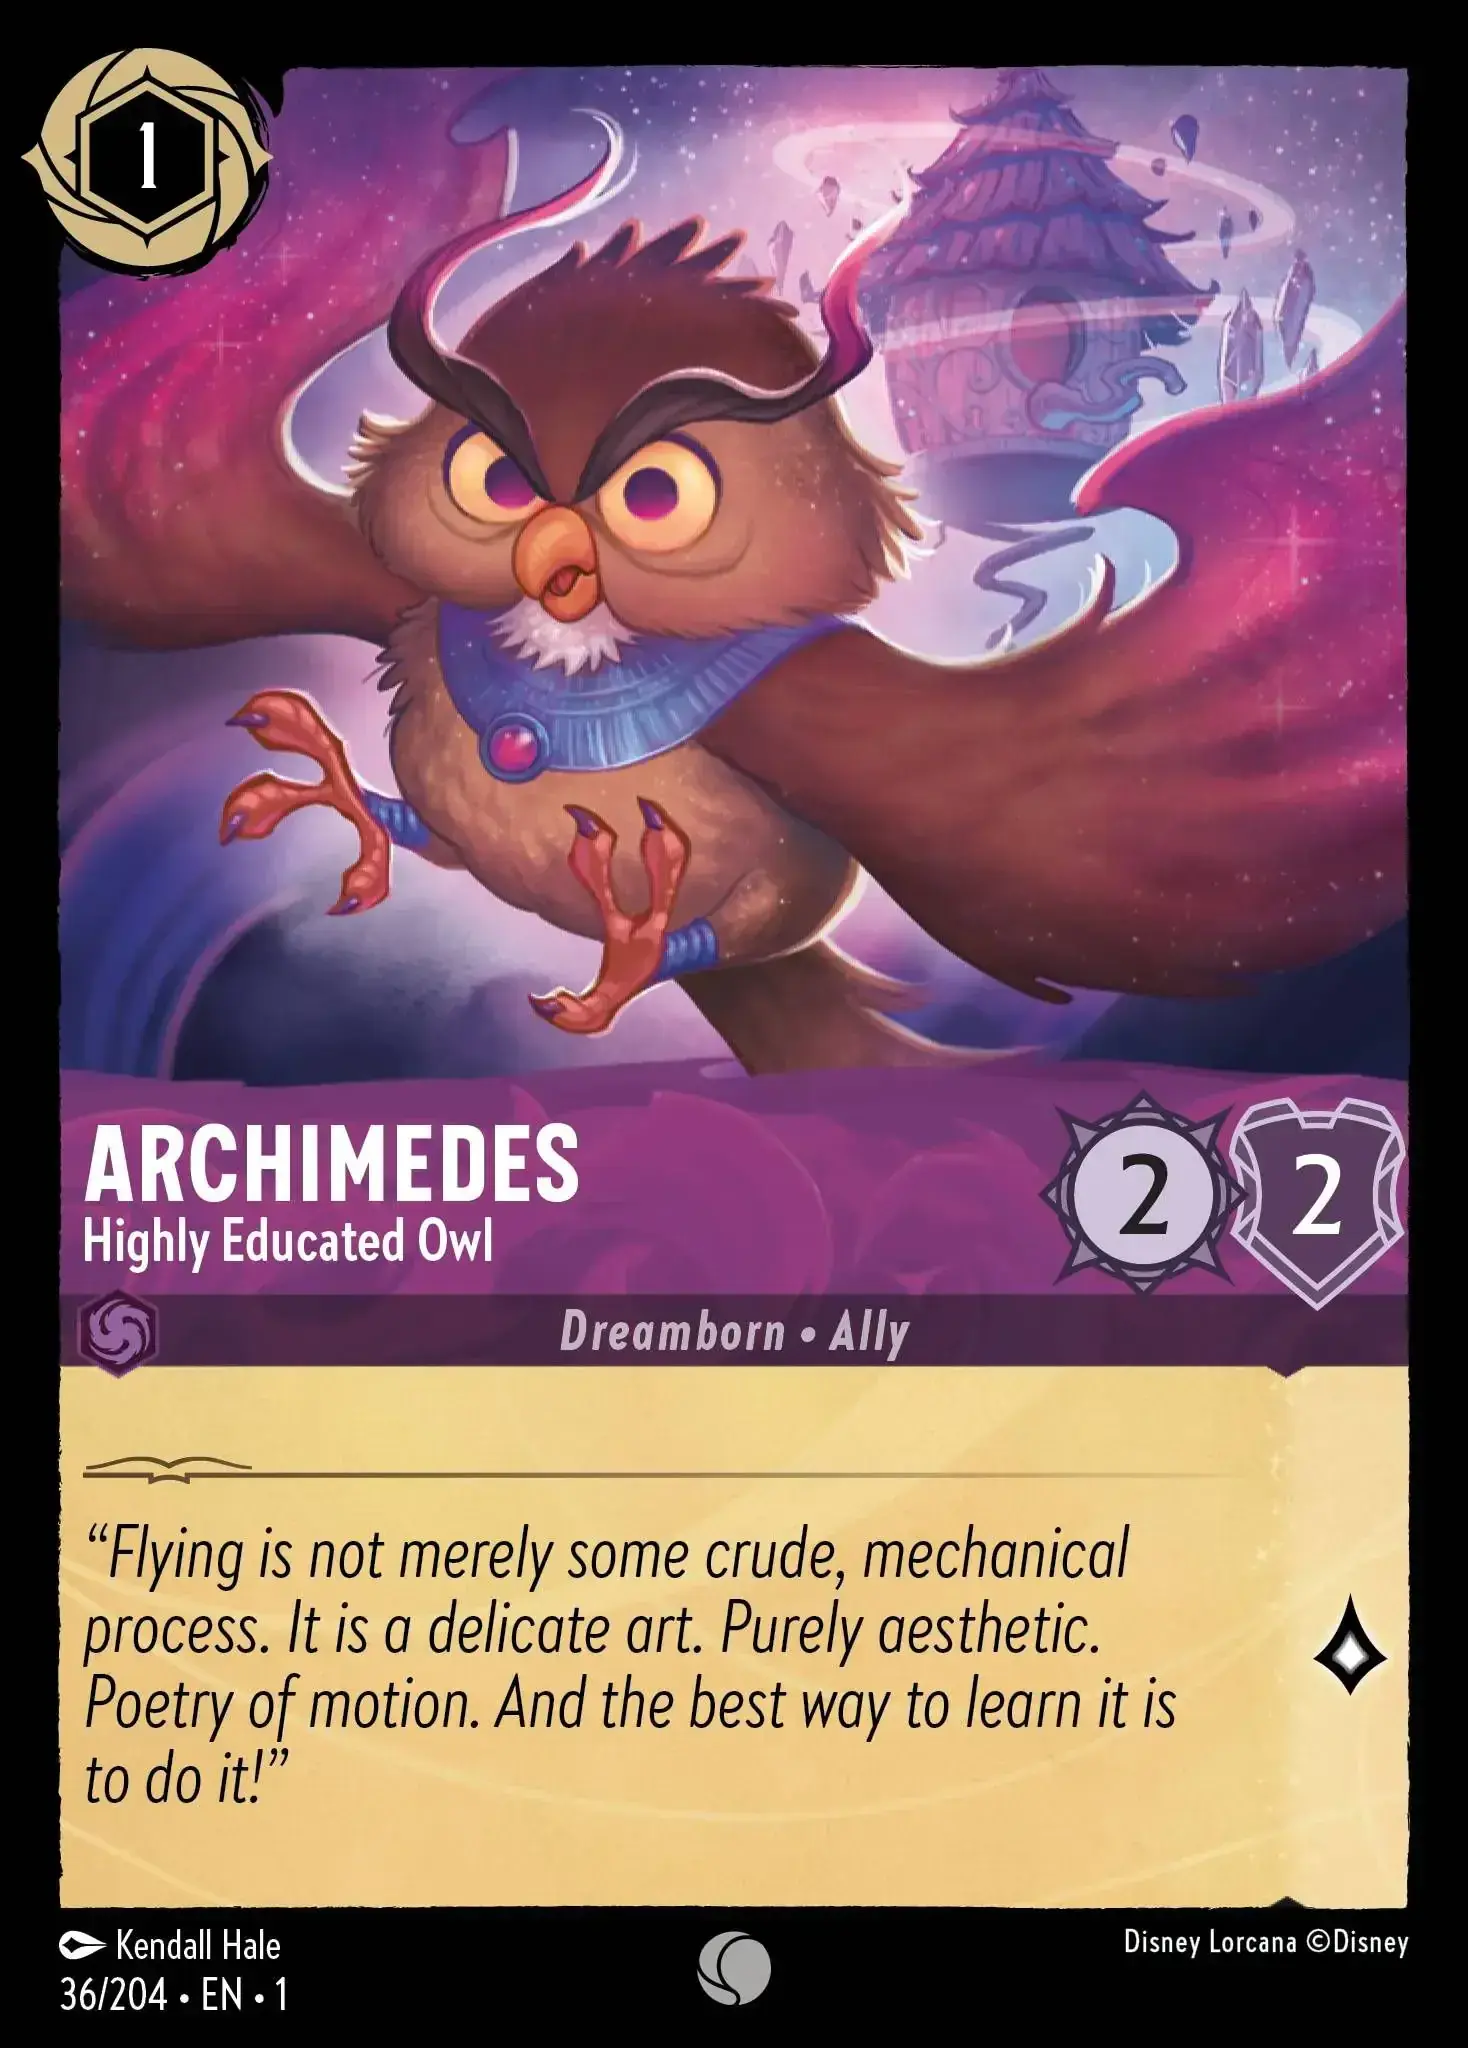 1
ARCHIMEDES
Highly Educated Owl
2
2
Dreamborn • Ally
“Flying is not merely some crude, mechanical
process. It is a delicate art. Purely aesthetic.
Poetry of motion. And the best way to learn it is
to do it!”
Kendall Hale
Disney Lorcana ©Disney
36/204 • EN • 1